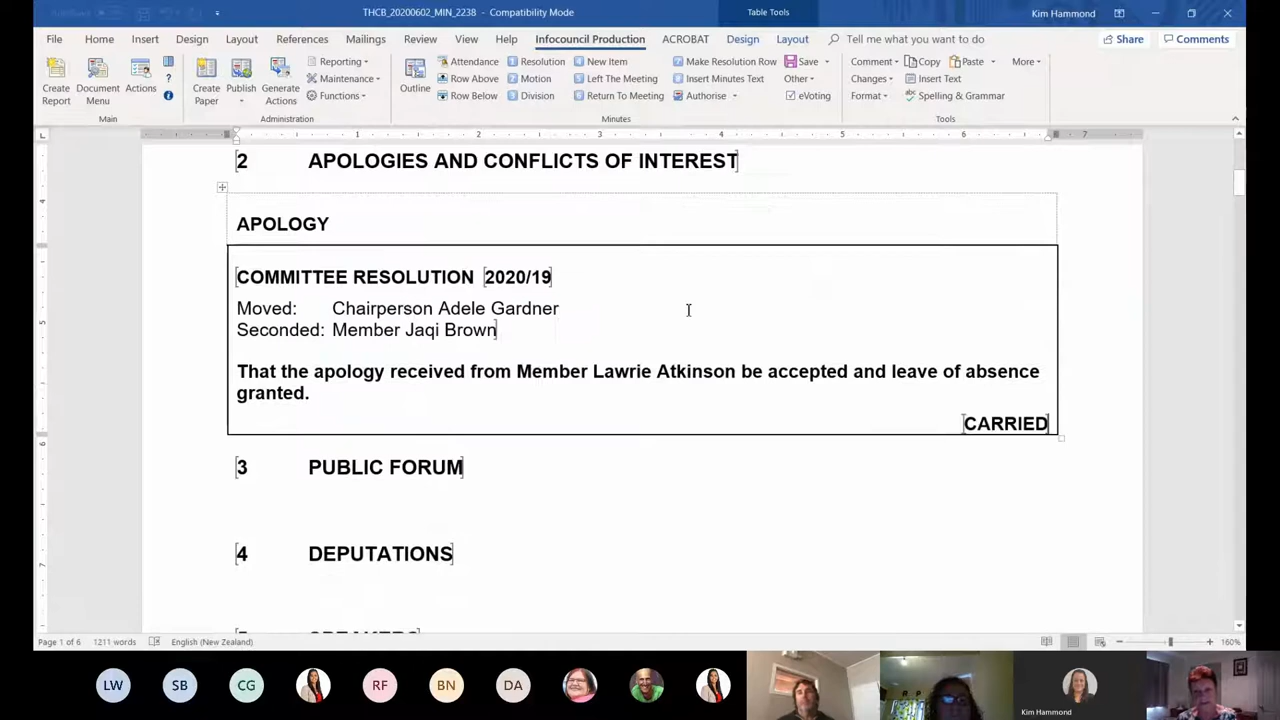 THCB_20200602_MIN_2238 - Compatibility Mode
Table Tools
Kim Hammond
File Home Insert Design Layout References Mailings Review View Help Infocouncil Production ACROBAT Design Layout Tell me what you want to do Share Comments
Create Report
Document Menu
Actions
Main
Create Paper
Publish
Generate Actions
Reporting
Maintenance
Functions
Administration
Outline
Attendance Resolution New Item Make Resolution Row Save
Row Above Motion Left The Meeting Insert Minutes Text Other
Row Below Division Return To Meeting Authorise eVoting
Minutes
Comment Copy Paste More
Changes Insert Text
Format Spelling & Grammar
Tools
1 2 3 4 5 6 7
2 APOLOGIES AND CONFLICTS OF INTEREST
APOLOGY
COMMITTEE RESOLUTION 2020/19
Moved: Chairperson Adele Gardner
Seconded: Member Jaqi Brown
That the apology received from Member Lawrie Atkinson be accepted and leave of absence
granted.
CARRIED
3 PUBLIC FORUM
4 DEPUTATIONS
Page 1 of 6 1211 words English (New Zealand) 160%
LW SB CG RF BN DA
Kim Hammond